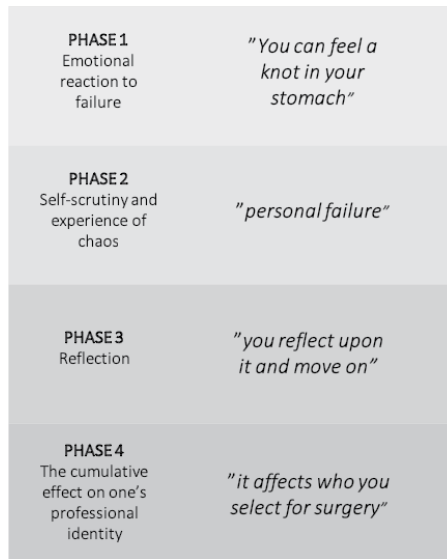 PHASE 1
Emotional
reaction to
failure
"You can feel a
knot in your
stomach"
PHASE 2
Self-scrutiny and
experience of
chaos
"personal failure"
PHASE 3
Reflection
"you reflect upon
it and move on"
PHASE 4
The cumulative
effect on one's
professional
identity
"it affects who you
select for surgery"